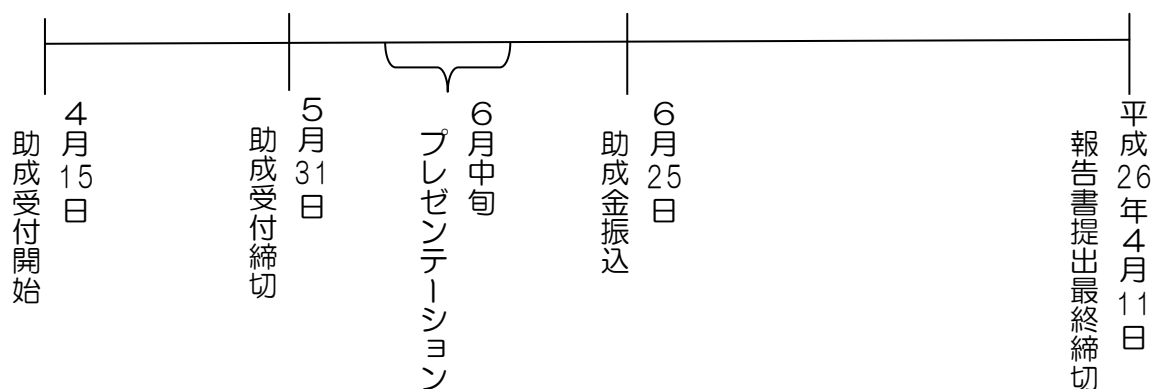 4月15日
助成受付開始
5月31日
助成受付締切
6月中旬
プレゼンテーション
6月25日
助成金振込
平成26年4月11日
報告書提出最終締切